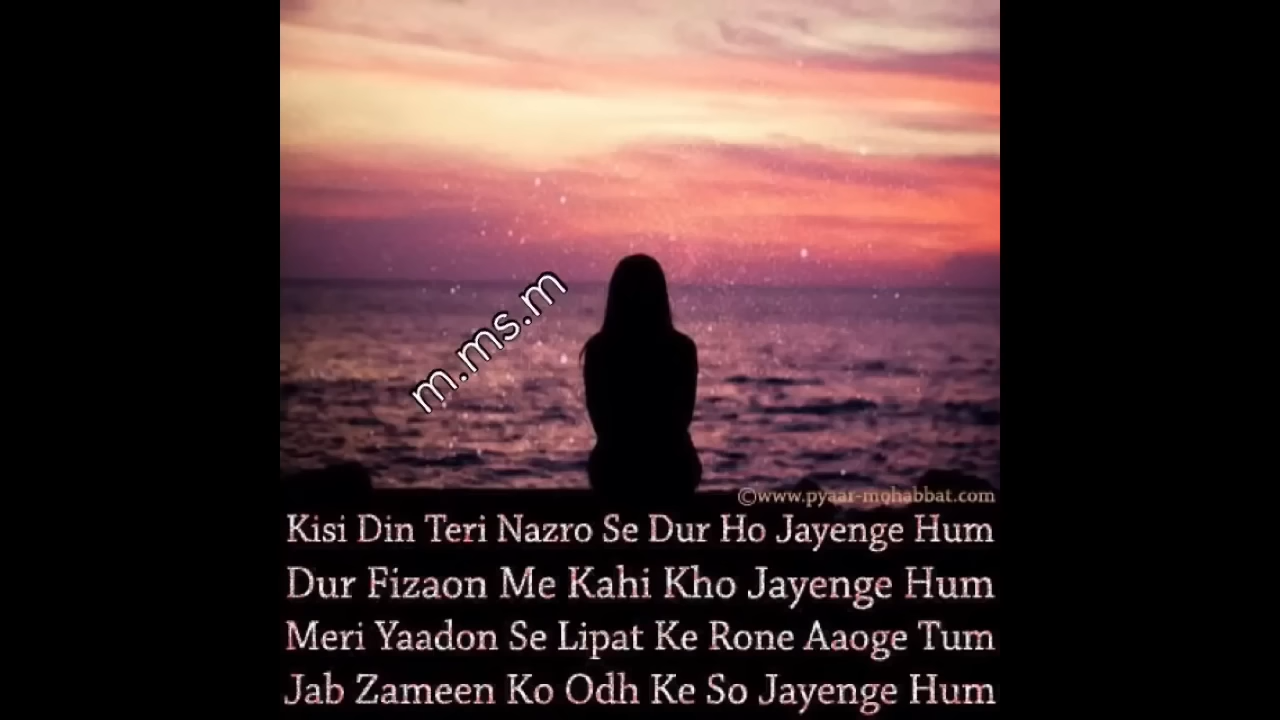 m.ms.m
©www.pyaar-mohabbat.com
Kisi Din Teri Nazro Se Dur Ho Jayenge Hum
Dur Fizaon Me Kahi Kho Jayenge Hum
Meri Yaadon Se Lipat Ke Rone Aaoge Tum
Jab Zameen Ko Odh Ke So Jayenge Hum